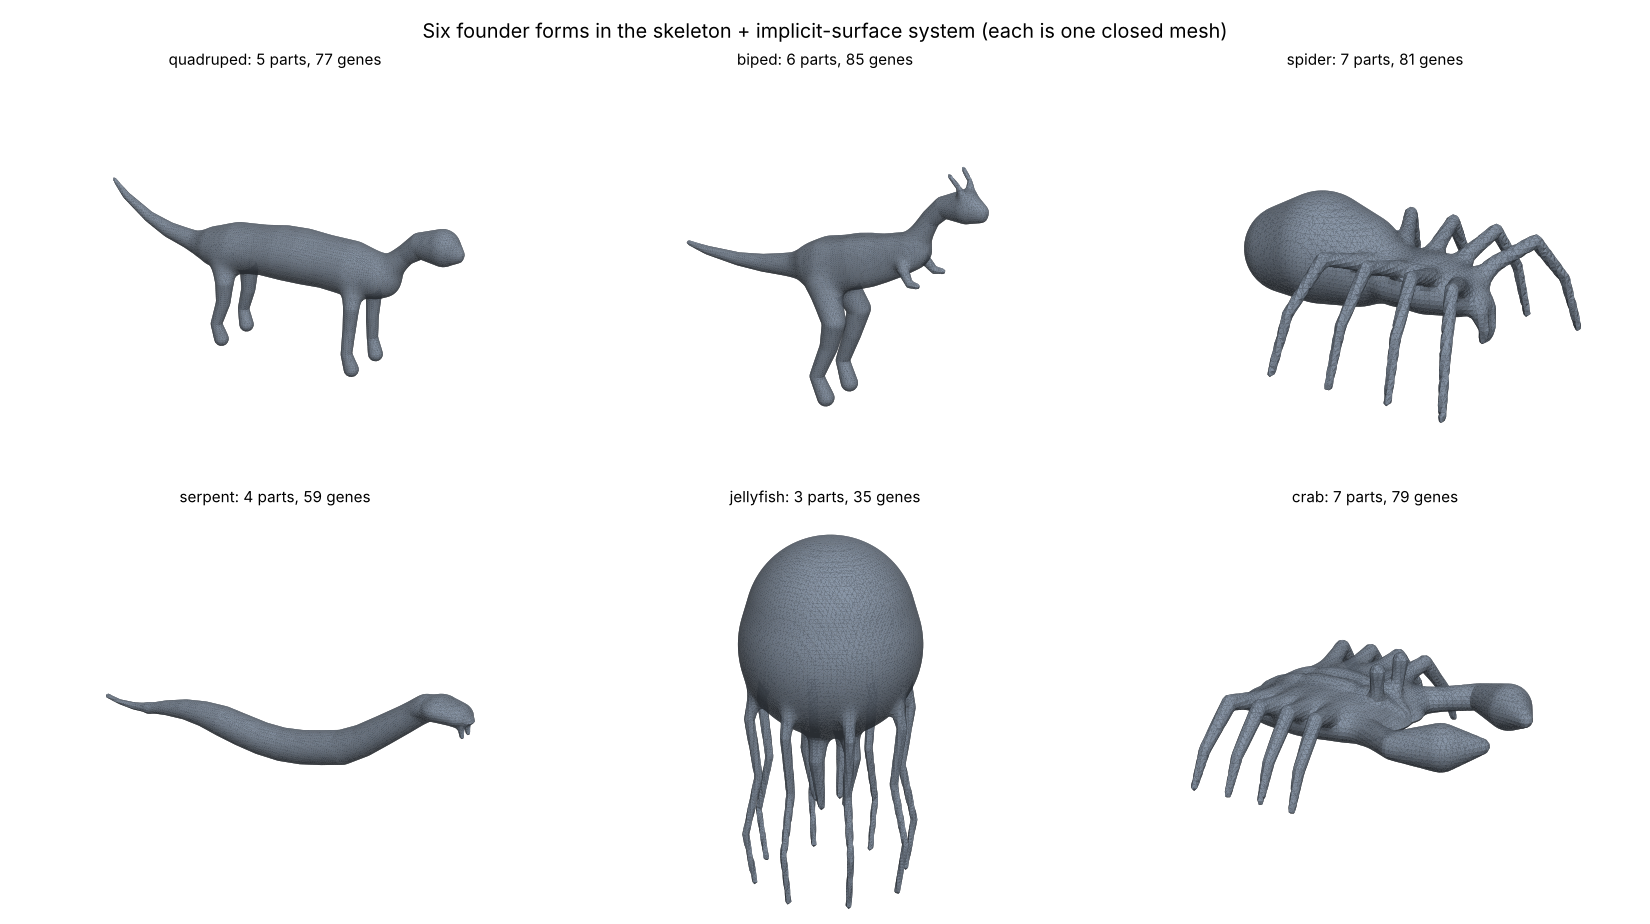 Six founder forms in the skeleton + implicit-surface system (each is one closed mesh)
quadruped: 5 parts, 77 genes
biped: 6 parts, 85 genes
spider: 7 parts, 81 genes
serpent: 4 parts, 59 genes
jellyfish: 3 parts, 35 genes
crab: 7 parts, 79 genes